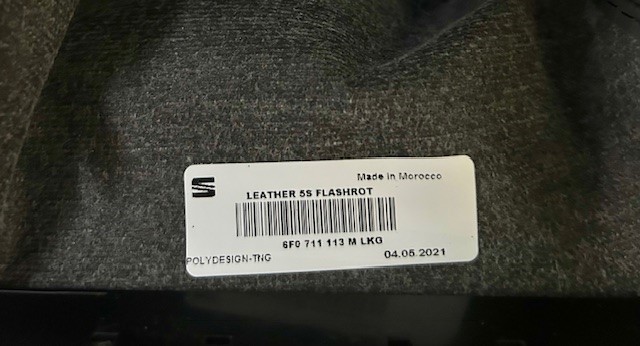 Made in Morocco
LEATHER 5S FLASHROT
6F0 711 113 M LKG
POLYDESIGN-TNG
04.05.2021